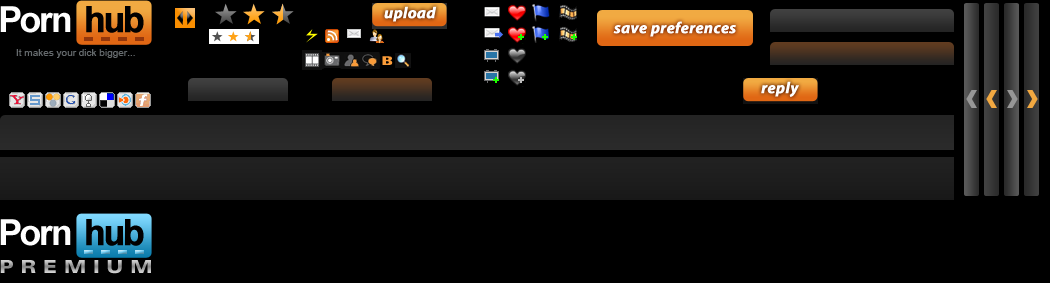 Porn hub
It makes your dick bigger...
upload
save preferences
reply
B
Porn hub
PREMIUM